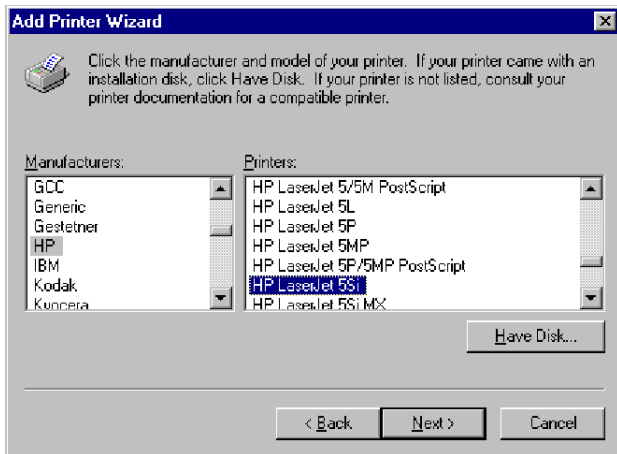 Add Printer Wizard
Click the manufacturer and model of your printer. If your printer came with an
installation disk, click Have Disk. If your printer is not listed, consult your
printer documentation for a compatible printer.
Manufacturers:
GCC
Generic
Gestetner
HP
IBM
Kodak
Kyocera
Printers:
HP LaserJet 5/5M PostScript
HP LaserJet 5L
HP LaserJet 5P
HP LaserJet 5MP
HP LaserJet 5P/5MP PostScript
HP LaserJet 5Si
HP LaserJet 5Si MX
Have Disk...
< Back
Next >
Cancel